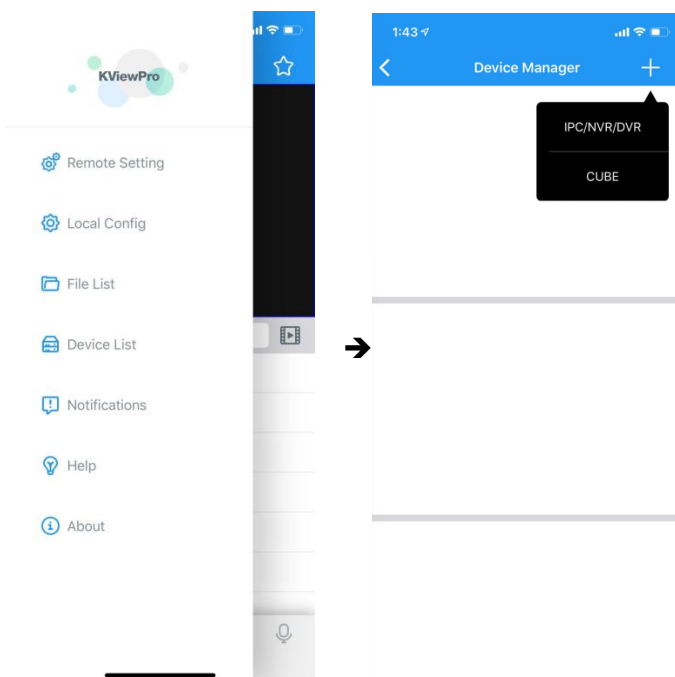 KViewPro
Remote Setting
Local Config
File List
Device List
Notifications
Help
About
1:43
Device Manager
IPC/NVR/DVR
CUBE